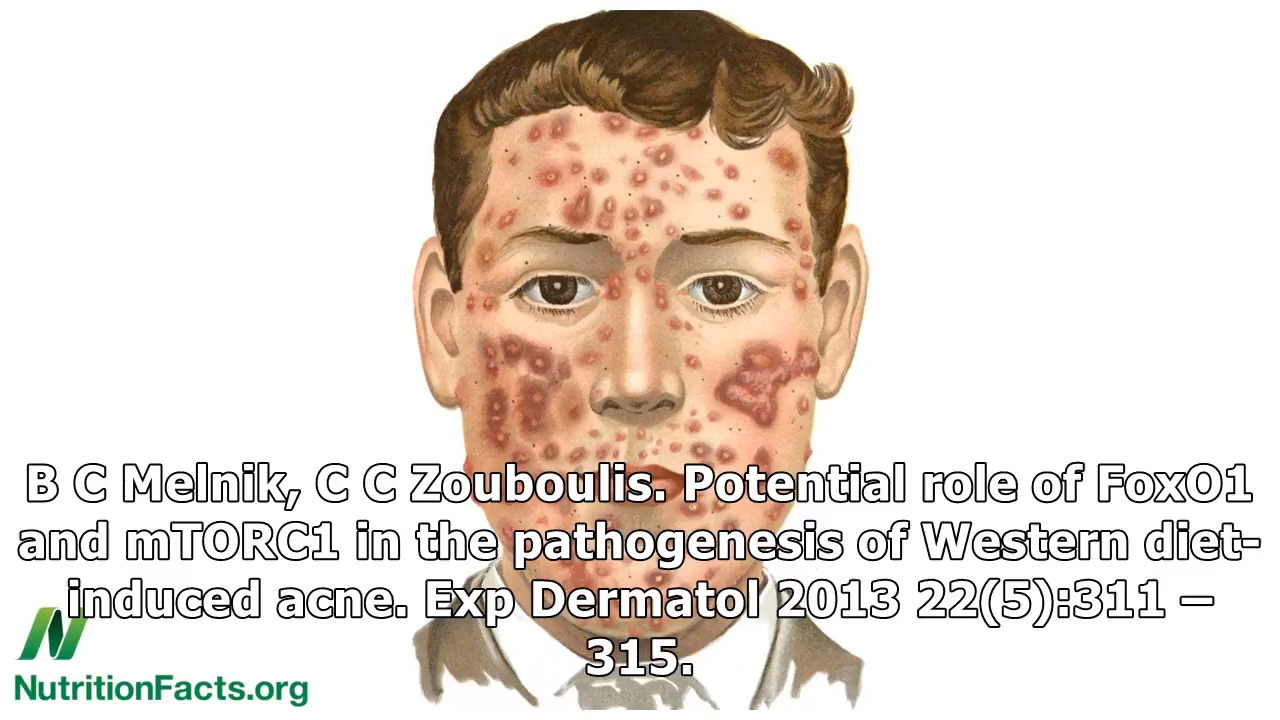 B C Melnik, C C Zouboulis. Potential role of FoxO1
and mTORC1 in the pathogenesis of Western diet-
induced acne. Exp Dermatol 2013 22(5):311 –
315.
NutritionFacts.org